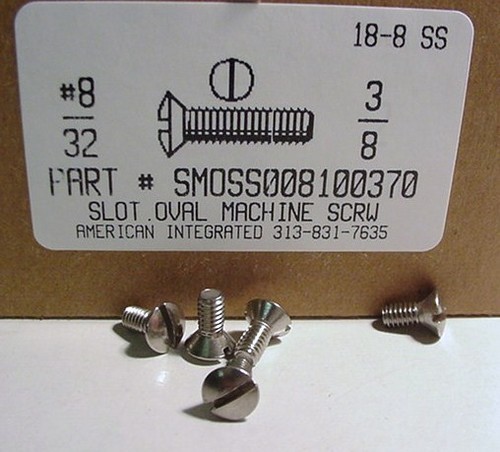 18-8 SS
#8 3
32 8
PART # SMOSS008100370
SLOT.OVAL MACHINE SCRW
AMERICAN INTEGRATED 313-831-7635